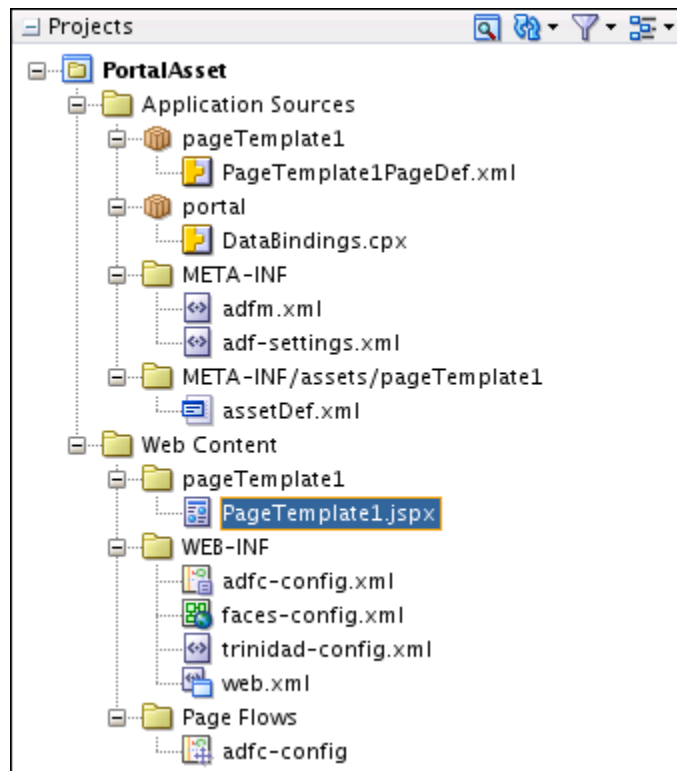 Projects
PortalAsset
Application Sources
pageTemplate1
PageTemplate1PageDef.xml
portal
DataBindings.cpx
META-INF
adfm.xml
adf-settings.xml
META-INF/assets/pageTemplate1
assetDef.xml
Web Content
pageTemplate1
PageTemplate1.jspx
WEB-INF
adfc-config.xml
faces-config.xml
trinidad-config.xml
web.xml
Page Flows
adfc-config